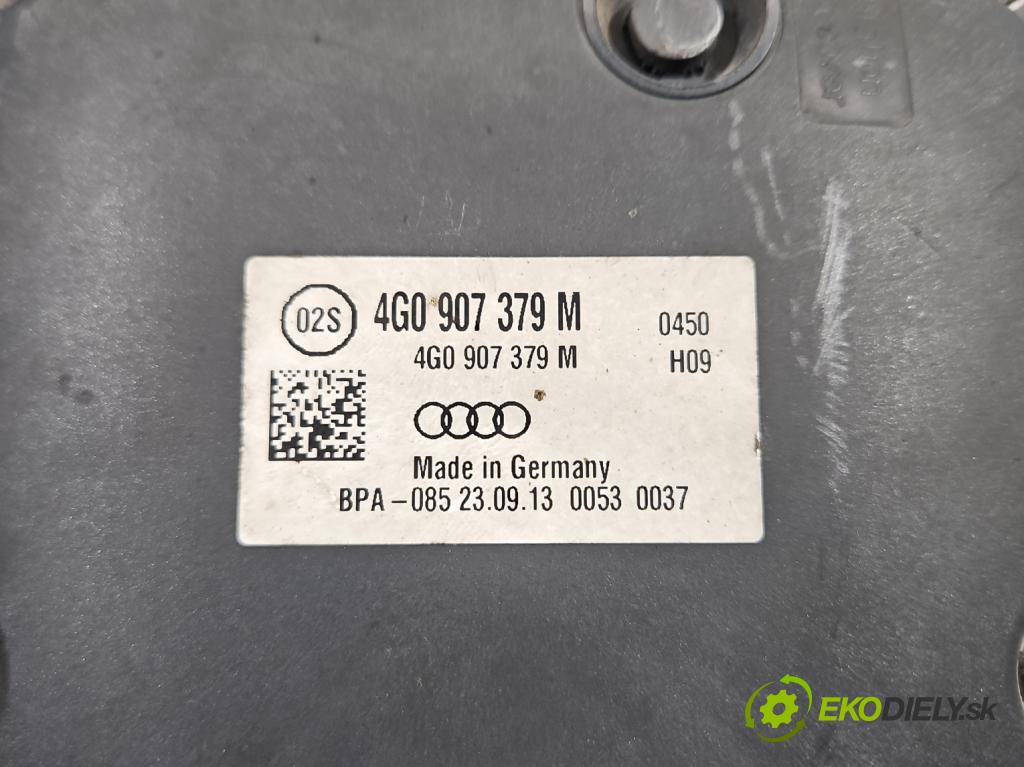 02S
4G0 907 379 M
0450
4G0 907 379 M
H09
Made in Germany
BPA-085 23.09.13 0053 0037
EKODIELY.sk